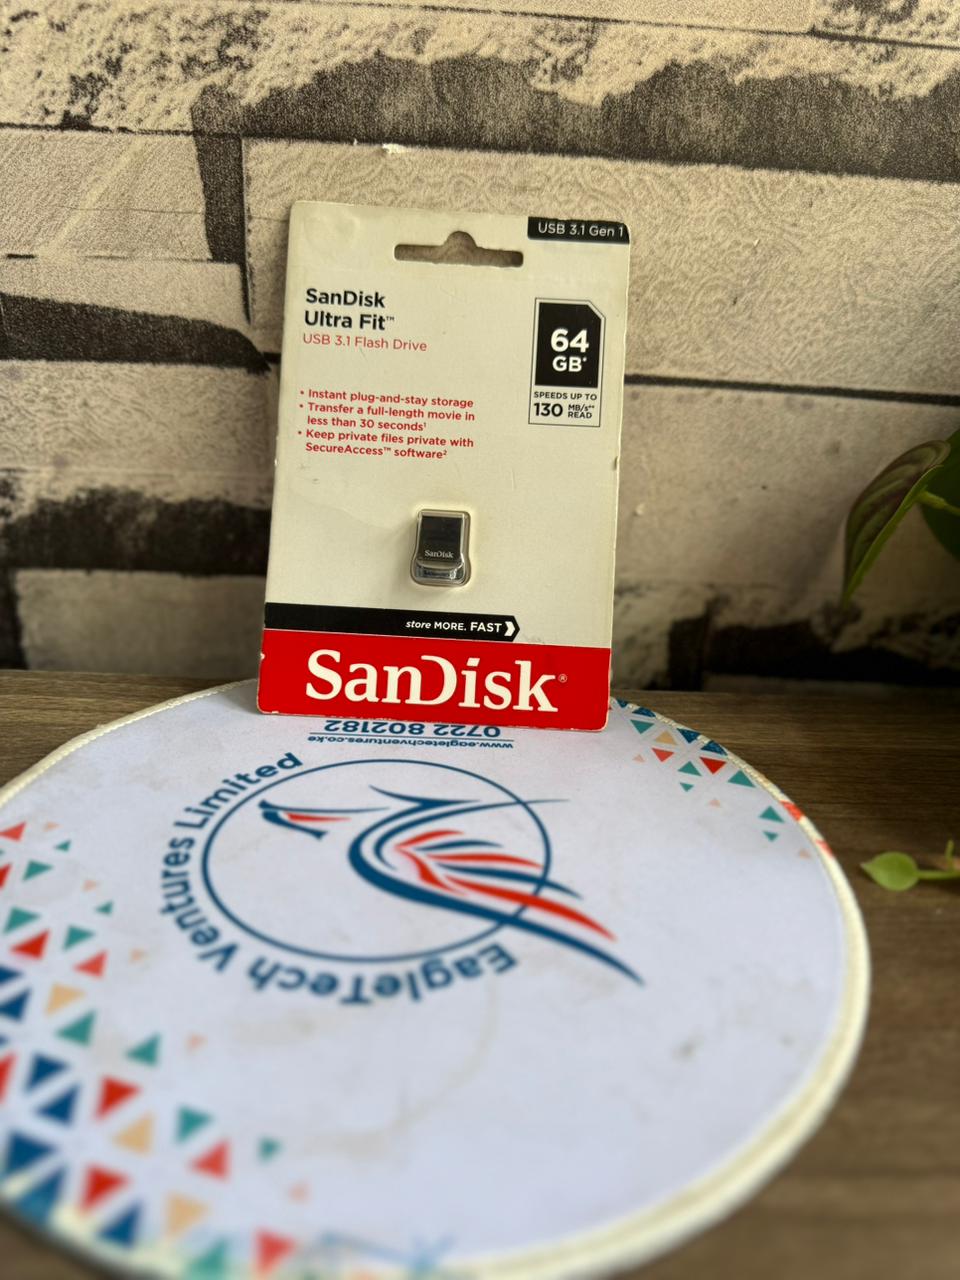 USB 3.1 Gen 1
SanDisk
Ultra Fit™
USB 3.1 Flash Drive
64
GB*
SPEEDS UP TO
130 MB/s**
READ
• Instant plug-and-stay storage
• Transfer a full-length movie in
less than 30 seconds¹
• Keep private files private with
SecureAccess™ software²
SanDisk
store MORE. FAST
SanDisk®
0722 802182
www.eagletechventures.co.ke
EagleTech Ventures Limited